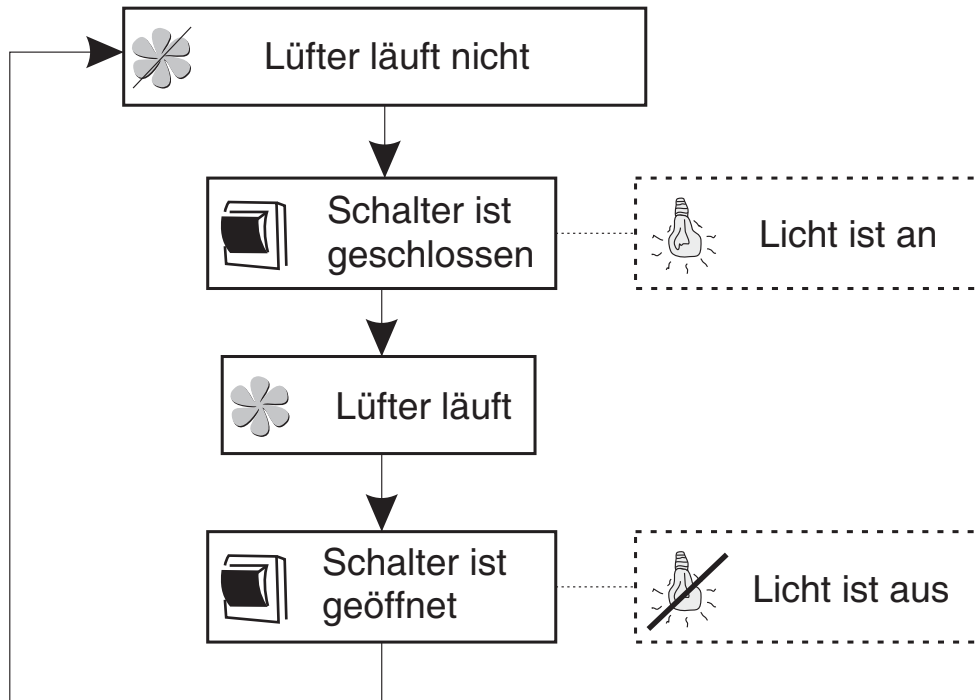 Lüfter läuft nicht
Schalter ist
geschlossen
Licht ist an
Lüfter läuft
Schalter ist
geöffnet
Licht ist aus